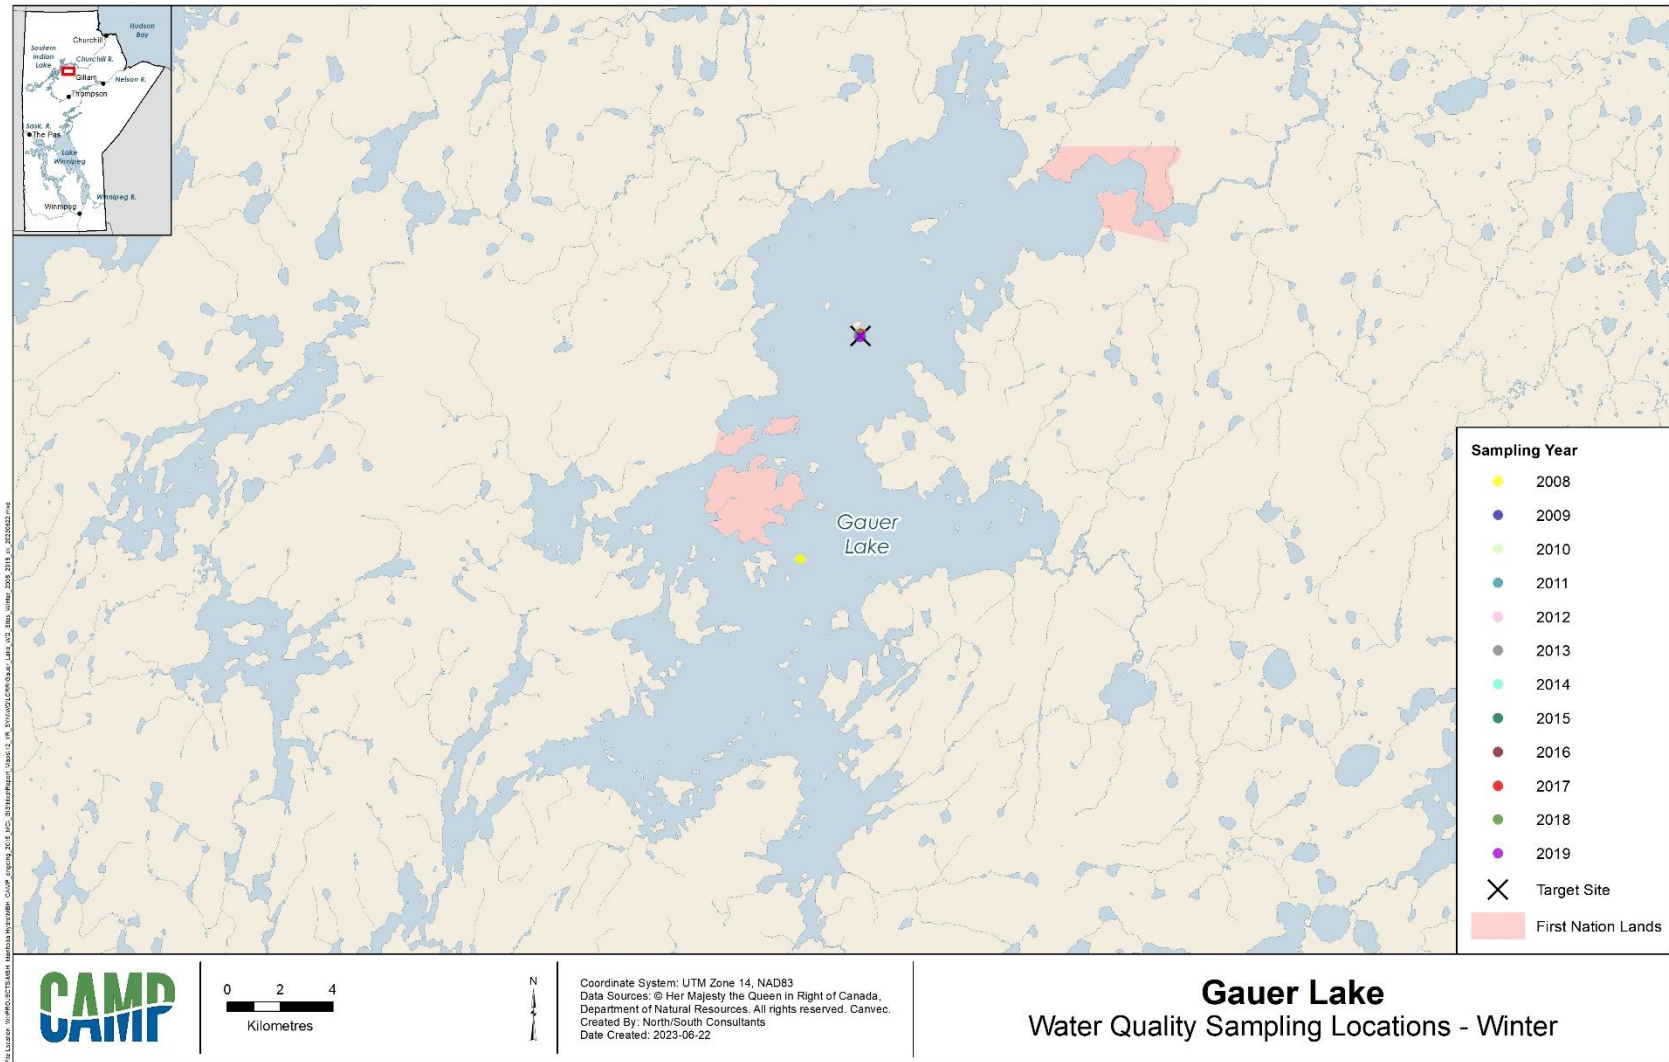 Hudson
Bay
Churchill
Soulern
Indian
Lake
Churchill R.
Gillam
Nelson R.
Thompson
Sask. R.
The Pas
Lake
Winnipeg
Winnipeg R.
Winnipeg
Gauer
Lake
Sampling Year
2008
2009
2010
2011
2012
2013
2014
2015
2016
2017
2018
2019
Target Site
First Nation Lands
CAMP
0 2 4
Kilometres
N
Coordinate System: UTM Zone 14, NAD83
Data Sources: © Her Majesty the Queen in Right of Canada,
Department of Natural Resources. All rights reserved. Canvec.
Created By: North/South Consultants
Date Created: 2023-06-22
Gauer Lake
Water Quality Sampling Locations - Winter